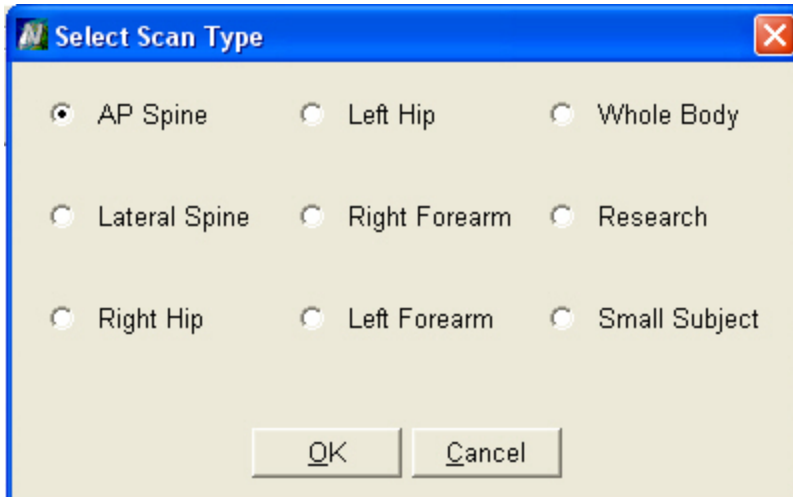 Select Scan Type
AP Spine Left Hip Whole Body
Lateral Spine Right Forearm Research
Right Hip Left Forearm Small Subject
OK Cancel